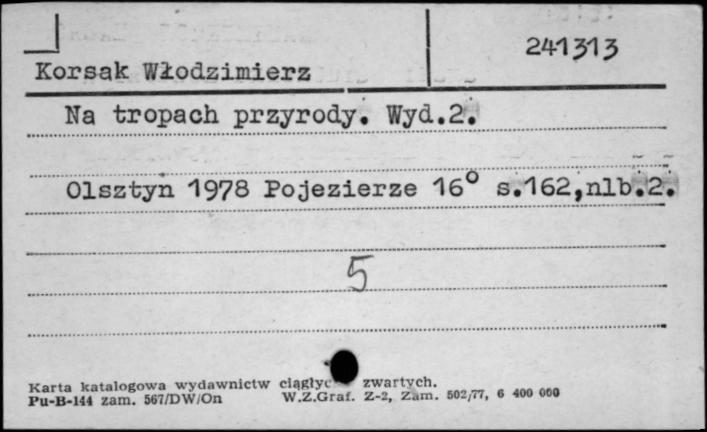 241313
Korsak Włodzimierz
Na tropach przyrody. Wyd.2.
Olsztyn 1978 Pojezierze 16° s.162,nlb.2.
5
Karta katalogowa wydawnictw zwartych.
Pu-B-144 zam. 567/DW/On W.Z.Graf. Z-2, Zam. 502/77, 6 400 000